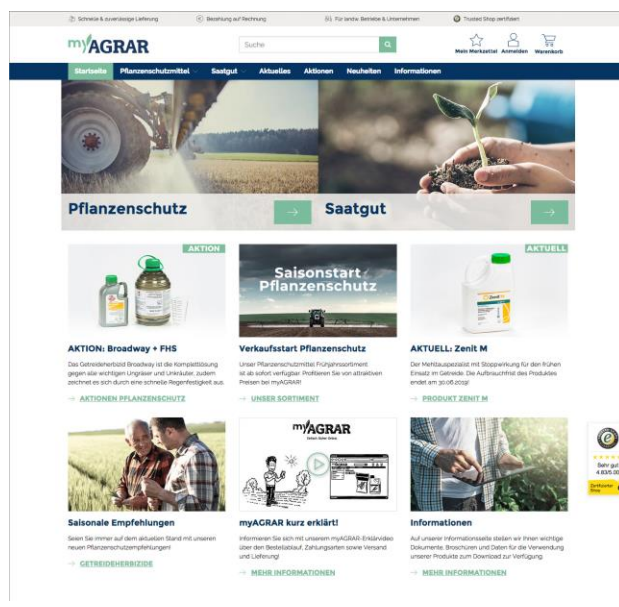 Schnelle & zuverlässige Lieferung Bezahlung auf Rechnung Für landw. Betriebe & Unternehmen Trusted Shop zertifiziert
myAGRAR
Suche
Mein Merkzettel Anmelden Warenkorb
Startseite Pflanzenschutzmittel Saatgut Aktuelles Aktionen Neuheiten Informationen
Pflanzenschutz
Saatgut
AKTION
Saisonstart
Pflanzenschutz
AKTUELL
AKTION: Broadway + FHS
Das Getreideherbizid Broadway ist die Komplettlösung
gegen alle wichtigen Ungräser und Unkräuter, zudem
zeichnet es sich durch eine schnelle Regenfestigkeit aus.
→ AKTIONEN PFLANZENSCHUTZ
Verkaufsstart Pflanzenschutz
Unser Pflanzenschutzmittel Frühjahrssortiment
ist ab sofort verfügbar. Profitieren Sie von attraktiven
Preisen bei myAGRAR!
→ UNSER SORTIMENT
AKTUELL: Zenit M
Der Mehltauspezialist mit Stoppwirkung für den frühen
Einsatz im Getreide. Die Aufbrauchfrist des Produktes
endet am 30.06.2019!
→ PRODUKT ZENIT M
myAGRAR
Saisonale Empfehlungen
Seien Sie immer auf dem aktuellen Stand mit unseren
neuen Pflanzenschutzempfehlungen!
→ GETREIDEHERBIZIDE
myAGRAR kurz erklärt!
Informieren Sie sich mit unserem myAGRAR-Erklärvideo
über den Bestellablauf, Zahlungsarten sowie Versand
und Lieferung!
→ MEHR INFORMATIONEN
Informationen
Auf unserer Informationsseite stellen wir Ihnen wichtige
Dokumente, Broschüren und Daten für die Verwendung
unserer Produkte zum Download zur Verfügung.
→ MEHR INFORMATIONEN
Sehr gut
4.83/5.00